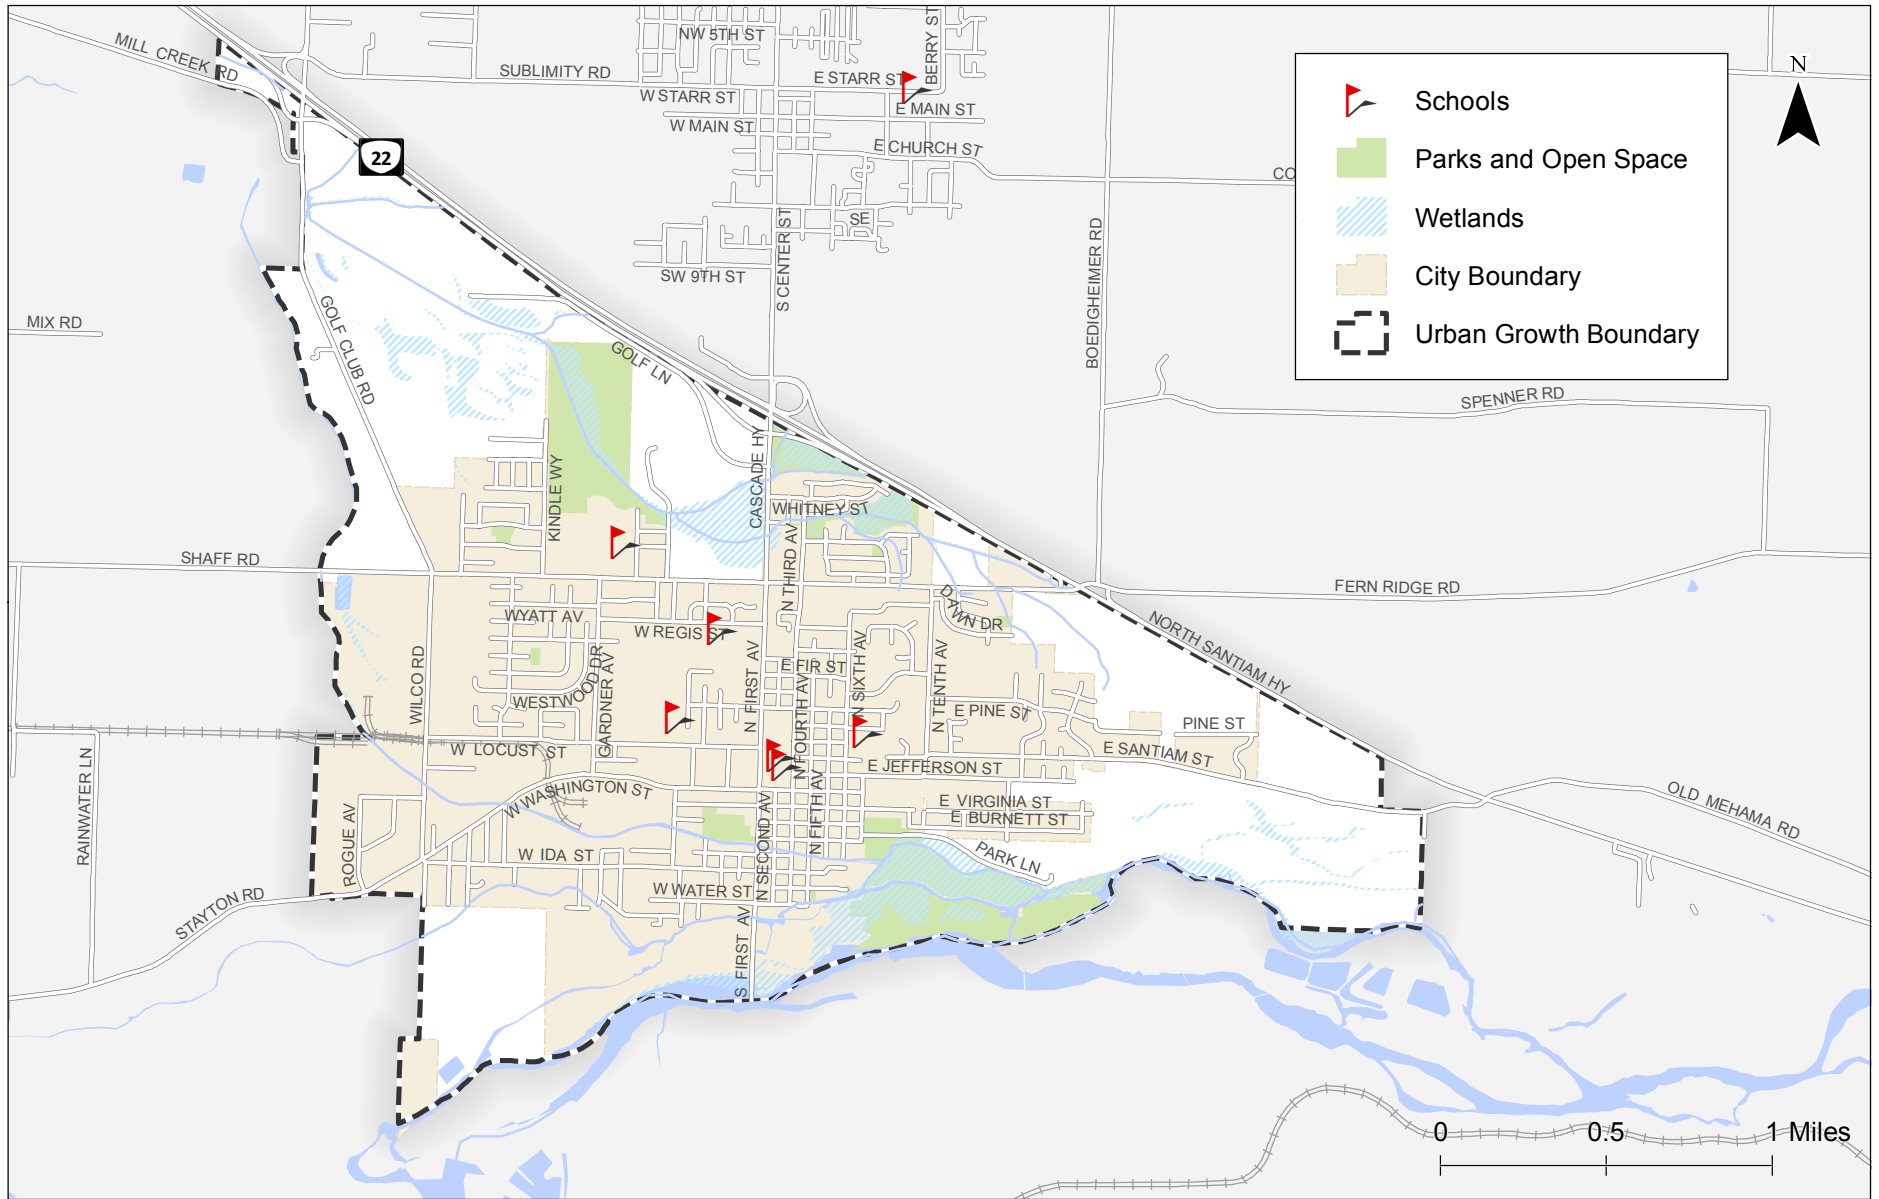 MILL CREEK RD
NW 5TH ST
BERRY ST
SUBLIMITY RD
E STARR ST
W STARR ST
E MAIN ST
W MAIN ST
E CHURCH ST
22
CO
SE
S CENTER ST
SW 9TH ST
BOEDIGHEIMER RD
Schools
Parks and Open Space
Wetlands
City Boundary
Urban Growth Boundary
N
MIX RD
GOLF CLUB RD
GOLF LN
SPENNER RD
CASCADE HY
KINDLE WY
WHITNEY ST
SHAFF RD
N THIRD AV
FERN RIDGE RD
DAWN DR
WYATT AV
W REGIS ST
NORTH SANTIAM HY
WILCO RD
E FIR ST
N SIXTH AV
N TENTH AV
N FIRST AV
N FOURTH AV
WESTWOOD DR
GARDNER AV
E PINE ST
PINE ST
W LOCUST ST
E SANTIAM ST
E JEFFERSON ST
RAINWATER LN
W WASHINGTON ST
E VIRGINIA ST
E BURNETT ST
OLD MEHAMA RD
ROGUE AV
N SECOND AV
N FIFTH AV
W IDA ST
PARK LN
W WATER ST
STAYTON RD
S FIRST AV
0 0.5 1 Miles